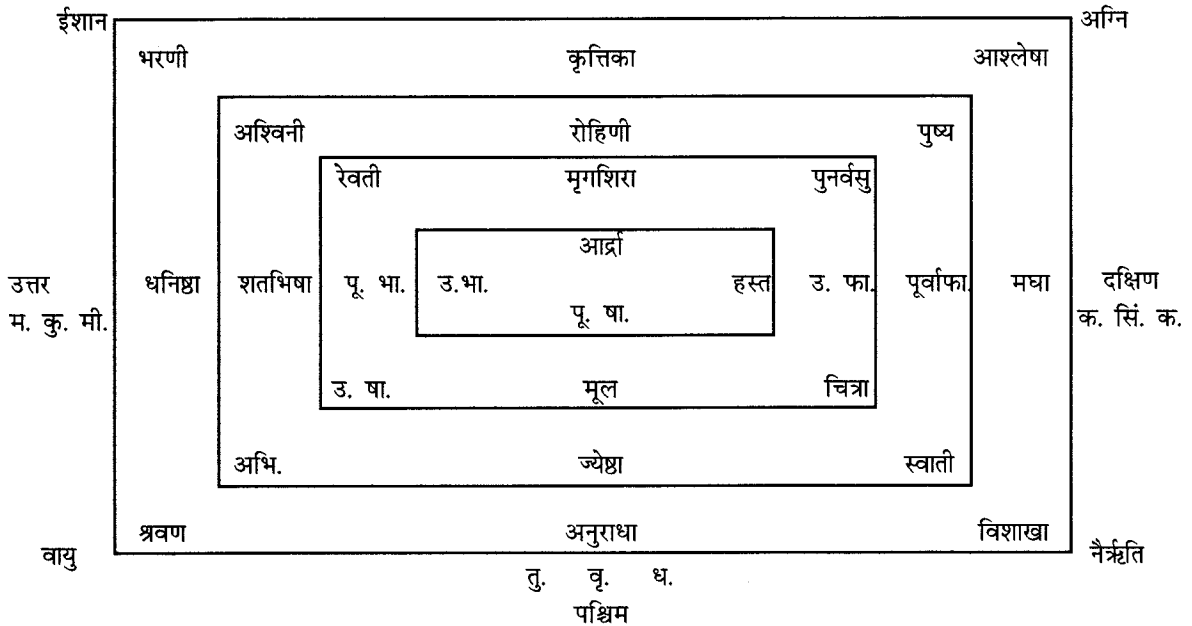 ईशान अग्नि
भरणी कृत्तिका आश्लेषा
अश्विनी रोहिणी पुष्य
रेवती मृगशिरा पुनर्वसु
आर्द्रा
उत्तर धनिष्ठा शतभिषा पू. भा. उ.भा. हस्त उ. फा. पूर्वाफा. मघा दक्षिण
म. कु. मी. पू. षा. क. सिं. क.
उ. षा. मूल चित्रा
अभि. ज्येष्ठा स्वाती
श्रवण अनुराधा विशाखा
वायु नैर्ऋति
तु. वृ. ध.
पश्चिम